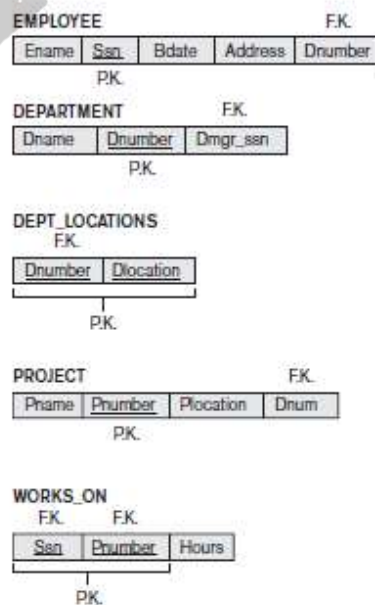 EMPLOYEE F.K.
Ename Ssn Bdate Address Dnumber
P.K.
DEPARTMENT F.K.
Dname Dnumber Dmgr_ssn
P.K.
DEPT_LOCATIONS
F.K.
Dnumber Dlocation
P.K.
PROJECT F.K.
Pname Pnumber Plocation Dnum
P.K.
WORKS_ON
F.K. F.K.
Ssn Pnumber Hours
P.K.